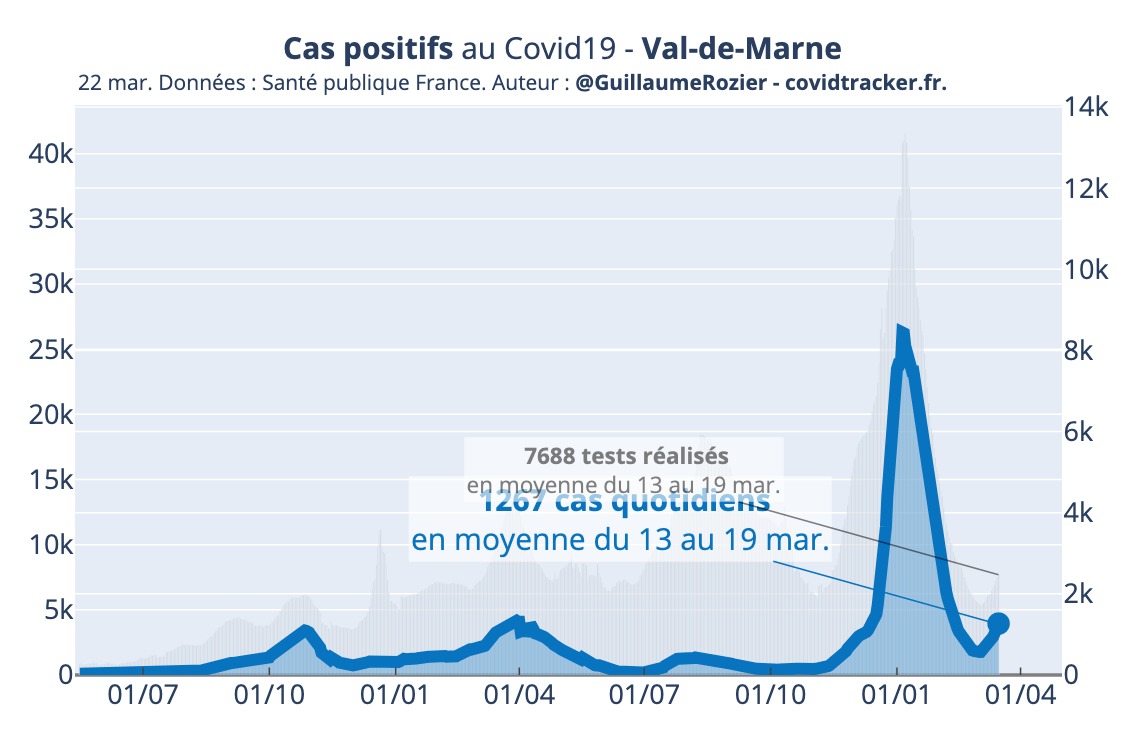 Cas positifs au Covid19 - Val-de-Marne
22 mar. Données : Santé publique France. Auteur : @GuillaumeRozier - covidtracker.fr.
14k
40k
12k
35k
10k
30k
25k
8k
20k
6k
7688 tests réalisés
en moyenne du 13 au 19 mar.
15k
1267 cas quotidiens
4k
en moyenne du 13 au 19 mar.
10k
2k
5k
0
0
01/07 01/10 01/01 01/04 01/07 01/10 01/01 01/04